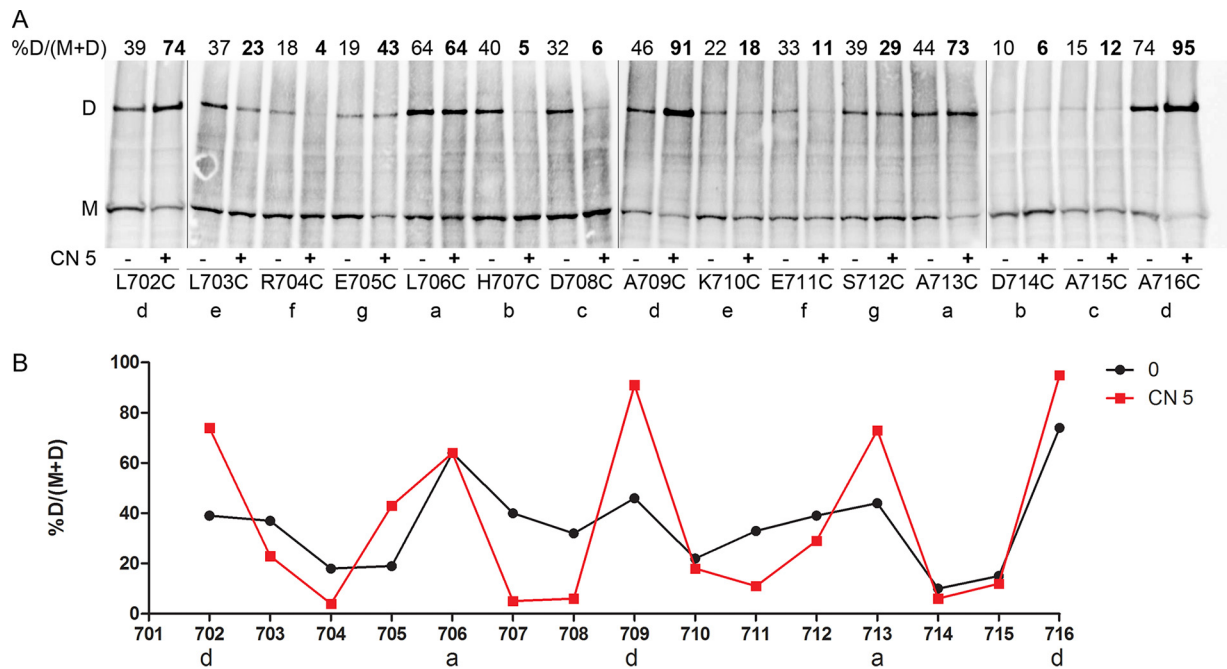 A
%D/(M+D) 39 74 37 23 18 4 19 43 64 64 40 5 32 6 46 91 22 18 33 11 39 29 44 73 10 6 15 12 74 95
D
M
CN 5 - + - + - + - + - + - + - + - + - + - + - + - + - + - + - +
L702C L703C R704C E705C L706C H707C D708C A709C K710C E711C S712C A713C D714C A715C A716C
d e f g a b c d e f g a b c d
B
%D/(M+D)
100
80
60
40
20
0
0
CN 5
701 702 703 704 705 706 707 708 709 710 711 712 713 714 715 716
d a d a d